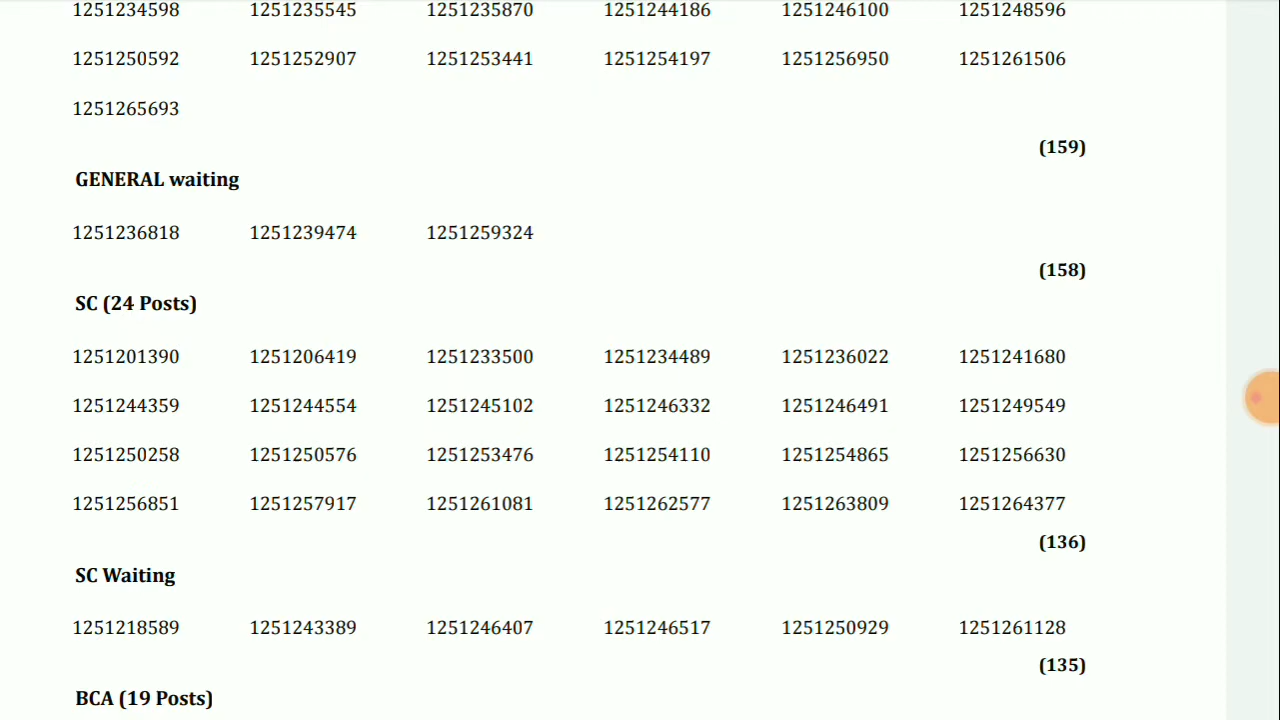 1251234598 1251235545 1251235870 1251244186 1251246100 1251248596
1251250592 1251252907 1251253441 1251254197 1251256950 1251261506
1251265693
(159)
GENERAL waiting
1251236818 1251239474 1251259324
(158)
SC (24 Posts)
1251201390 1251206419 1251233500 1251234489 1251236022 1251241680
1251244359 1251244554 1251245102 1251246332 1251246491 1251249549
1251250258 1251250576 1251253476 1251254110 1251254865 1251256630
1251256851 1251257917 1251261081 1251262577 1251263809 1251264377
(136)
SC Waiting
1251218589 1251243389 1251246407 1251246517 1251250929 1251261128
(135)
BCA (19 Posts)